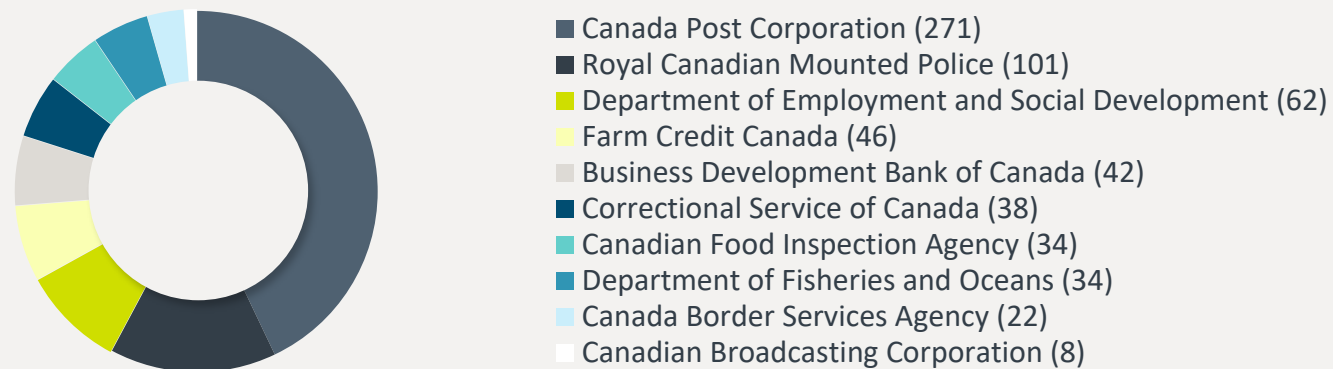 Canada Post Corporation (271)
Royal Canadian Mounted Police (101)
Department of Employment and Social Development (62)
Farm Credit Canada (46)
Business Development Bank of Canada (42)
Correctional Service of Canada (38)
Canadian Food Inspection Agency (34)
Department of Fisheries and Oceans (34)
Canada Border Services Agency (22)
Canadian Broadcasting Corporation (8)